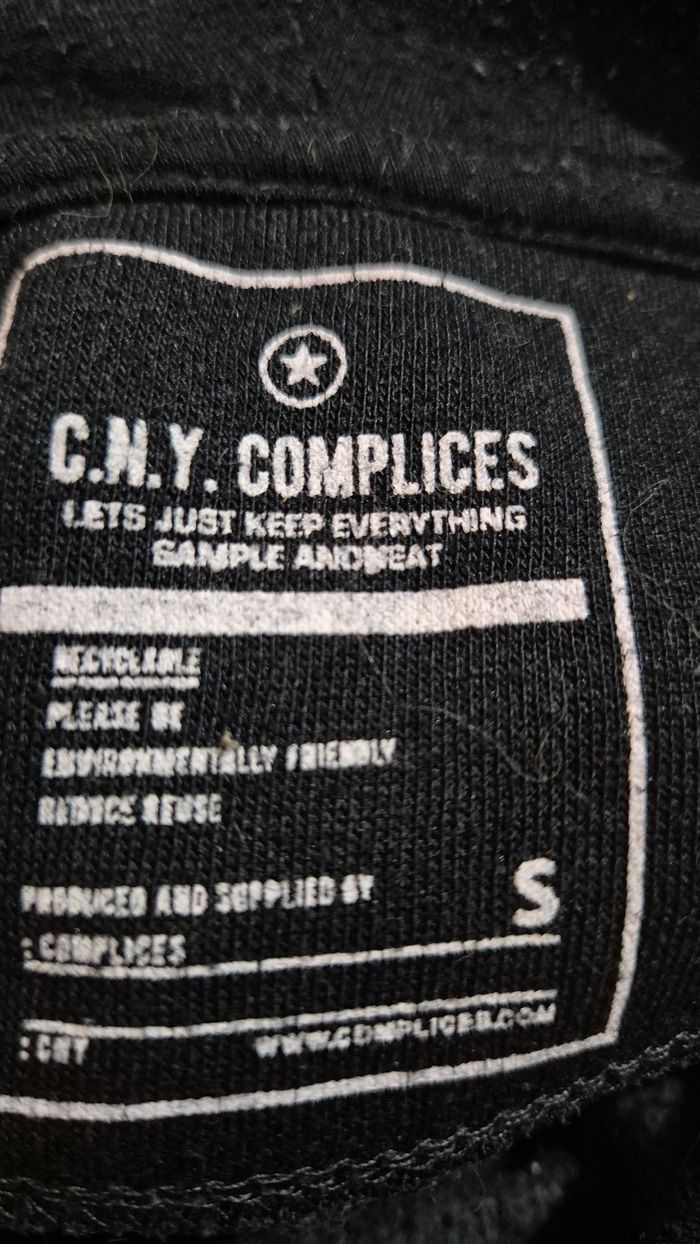 C.N.Y. COMPLICES
LETS JUST KEEP EVERYTHING
SAMPLE ANDNEAT
RECYCLABLE
PLEASE BE
ENVIRONMENTALLY FRIENDLY
REDUCE REUSE
PRODUCED AND SUPPLIED BY
S
: COMPLICES
: CNY
WWW.COMPLICES.COM